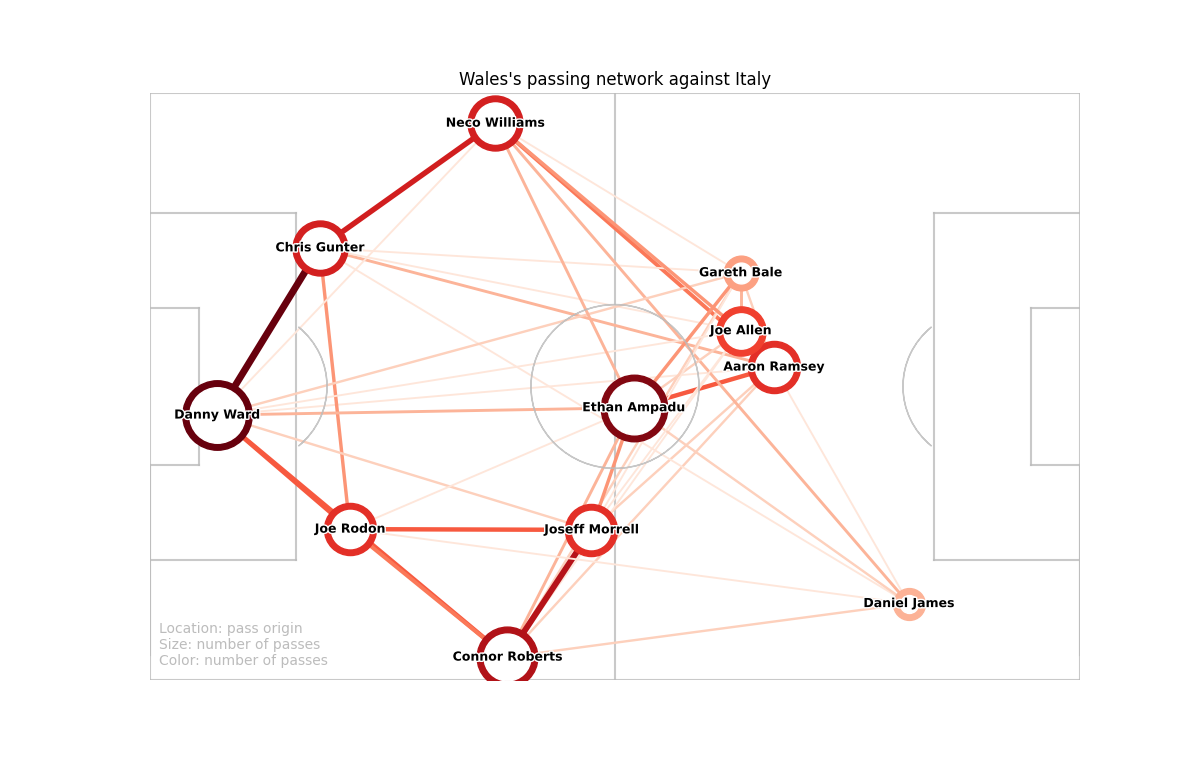 Wales's passing network against Italy
Neco Williams
Chris Gunter
Gareth Bale
Joe Allen
Aaron Ramsey
Ethan Ampadu
Danny Ward
Joe Rodon
Joseff Morrell
Daniel James
Connor Roberts
Location: pass origin
Size: number of passes
Color: number of passes